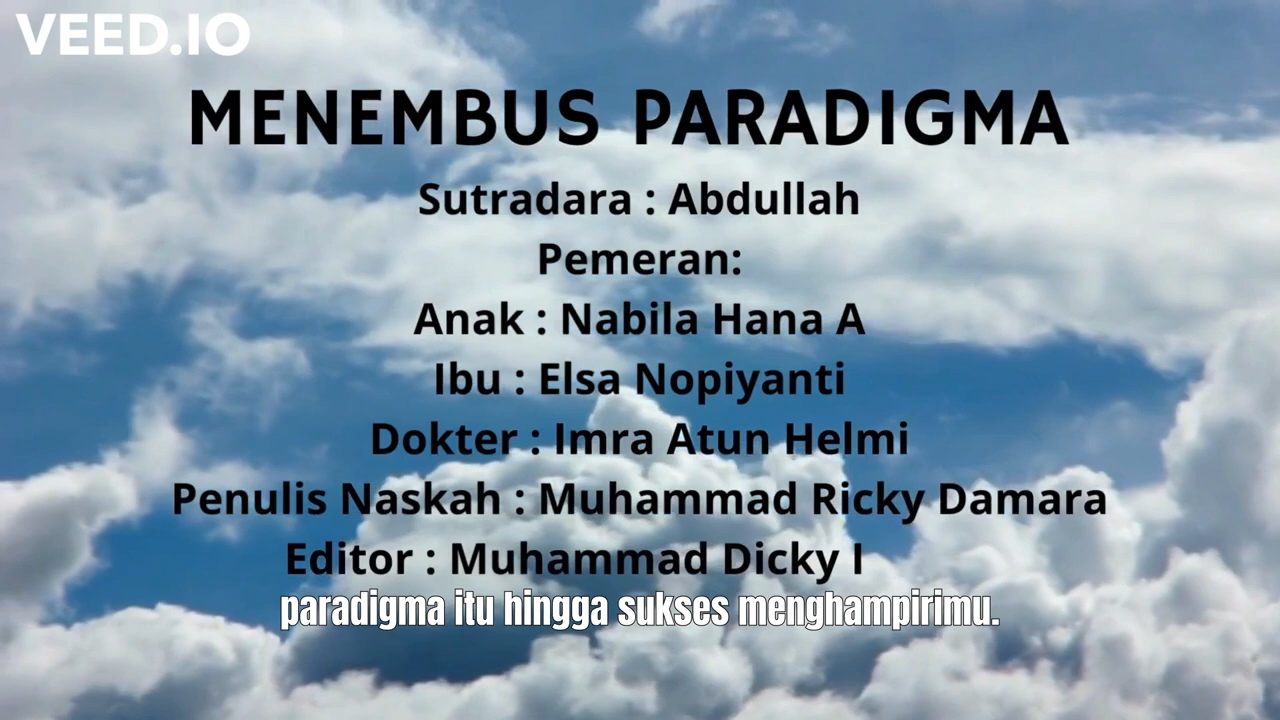 VEED.IO
MENEMBUS PARADIGMA
Sutradara : Abdullah
Pemeran:
Anak : Nabila Hana A
Ibu : Elsa Nopiyanti
Dokter : Imra Atun Helmi
Penulis Naskah : Muhammad Ricky Damara
Editor : Muhammad Dicky I
paradigma itu hingga sukses menghampirimu.